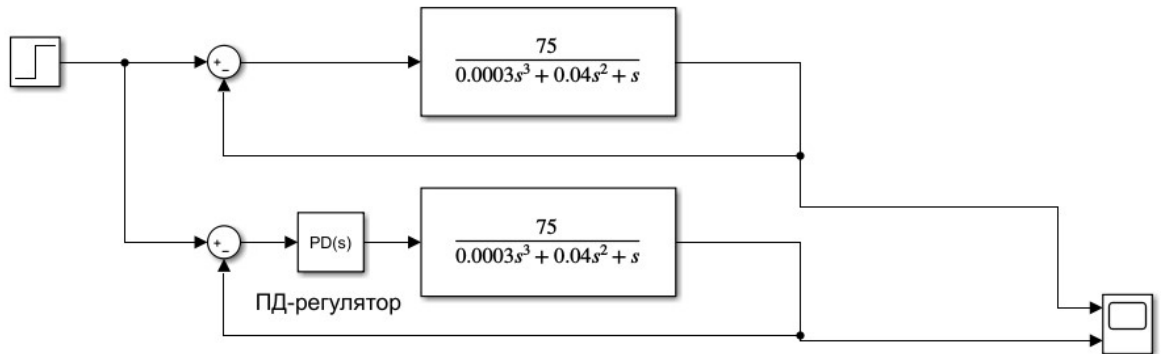 +
−
75
0.0003s³ + 0.04s² + s
+
−
PD(s)
75
0.0003s³ + 0.04s² + s
ПД-регулятор